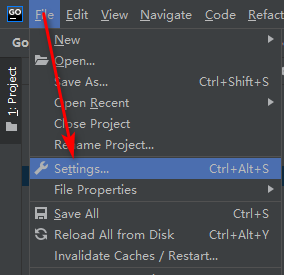 GO File Edit View Navigate Code Refact
Go
1: Project
New
Open...
Save As... Ctrl+Shift+S
Open Recent
Close Project
Rename Project...
Settings... Ctrl+Alt+S
File Properties
Save All Ctrl+S
Reload All from Disk Ctrl+Alt+Y
Invalidate Caches / Restart...